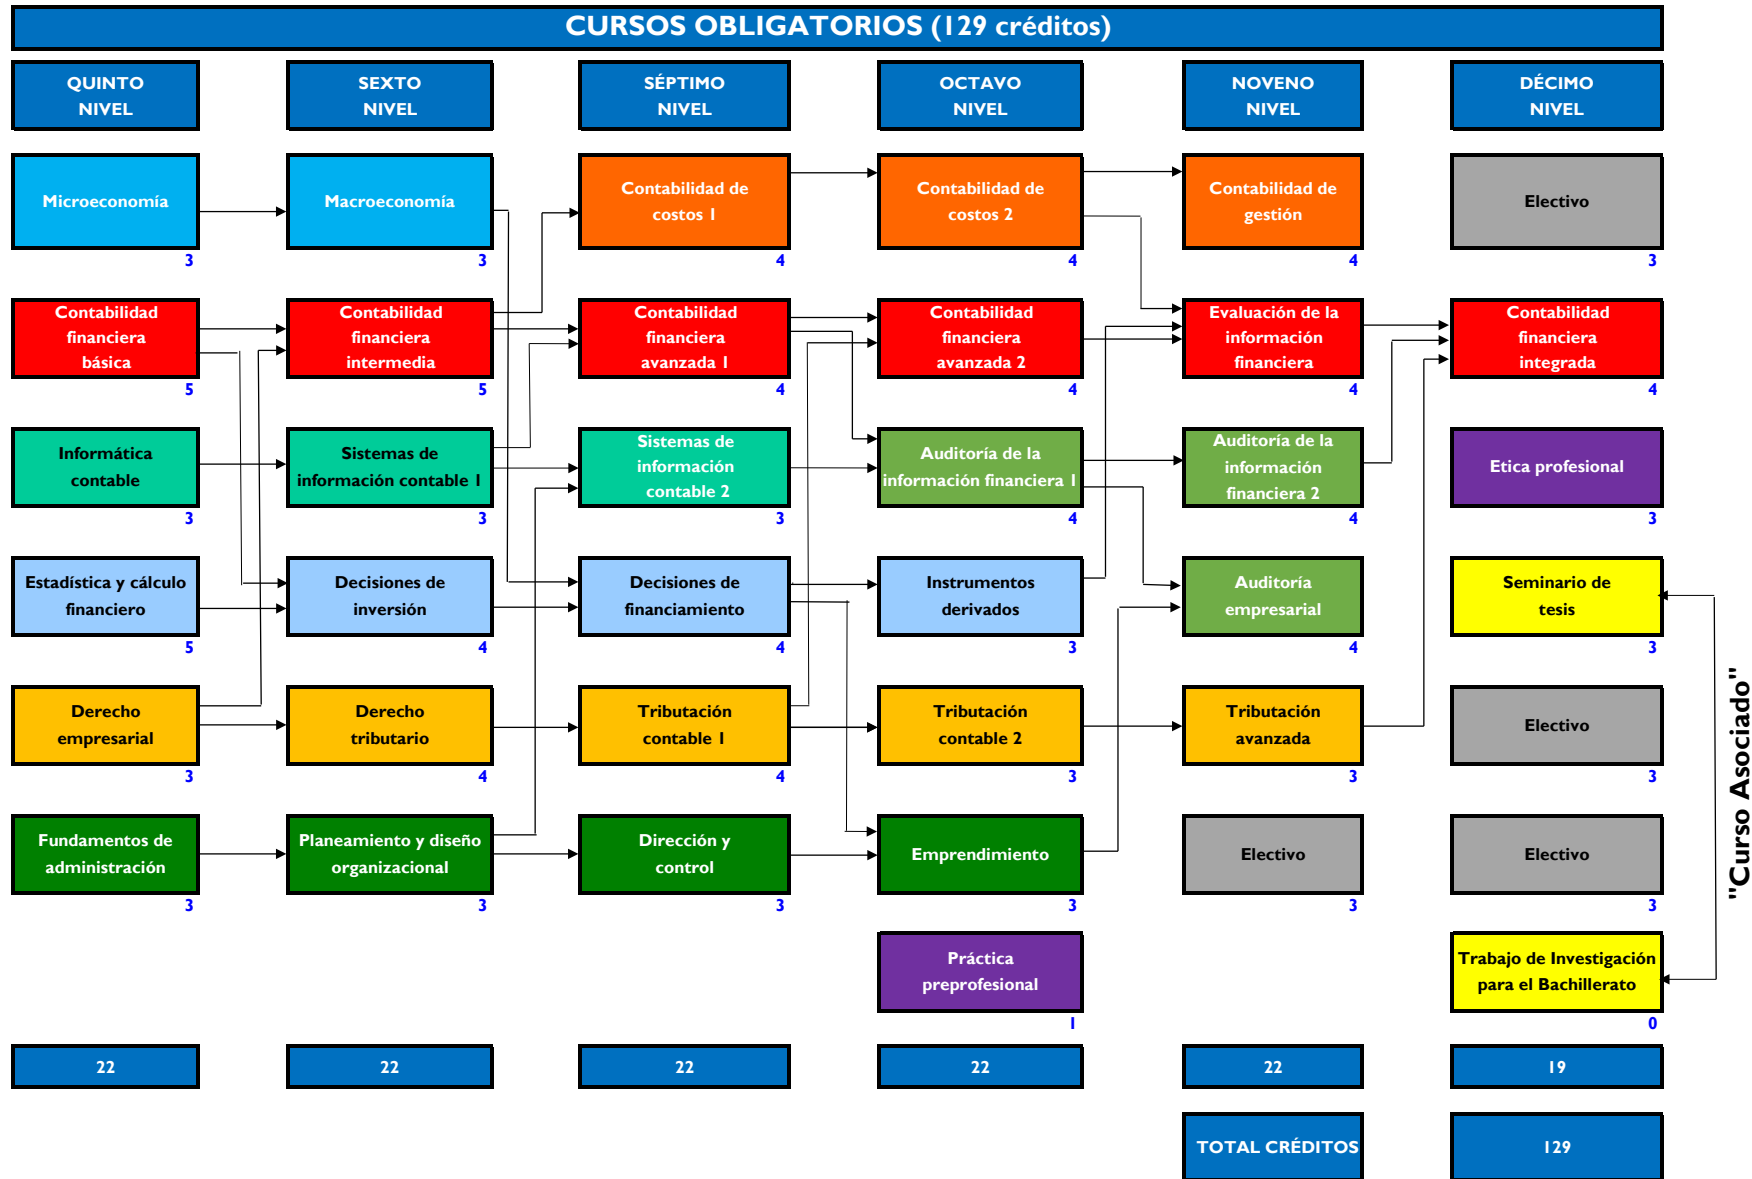 CURSOS OBLIGATORIOS (129 créditos)
QUINTO
NIVEL
SEXTO
NIVEL
SÉPTIMO
NIVEL
OCTAVO
NIVEL
NOVENO
NIVEL
DÉCIMO
NIVEL
Microeconomía
3
Macroeconomía
3
Contabilidad de
costos 1
4
Contabilidad de
costos 2
4
Contabilidad de
gestión
4
Electivo
3
Contabilidad
financiera
básica
5
Contabilidad
financiera
intermedia
5
Contabilidad
financiera
avanzada 1
4
Contabilidad
financiera
avanzada 2
4
Evaluación de la
información
financiera
4
Contabilidad
financiera
integrada
4
Informática
contable
3
Sistemas de
información contable 1
3
Sistemas de
información
contable 2
3
Auditoría de la
información financiera 1
4
Auditoría de la
información
financiera 2
4
Etica profesional
3
Estadística y cálculo
financiero
5
Decisiones de
inversión
4
Decisiones de
financiamiento
4
Instrumentos
derivados
3
Auditoría
empresarial
4
Seminario de
tesis
3
Derecho
empresarial
3
Derecho
tributario
4
Tributación
contable 1
4
Tributación
contable 2
3
Tributación
avanzada
3
Electivo
3
Fundamentos de
administración
3
Planeamiento y diseño
organizacional
3
Dirección y
control
3
Emprendimiento
3
Electivo
3
Electivo
3
Práctica
preprofesional
1
Trabajo de Investigación
para el Bachillerato
0
"Curso Asociado"
22
22
22
22
22
19
TOTAL CRÉDITOS
129